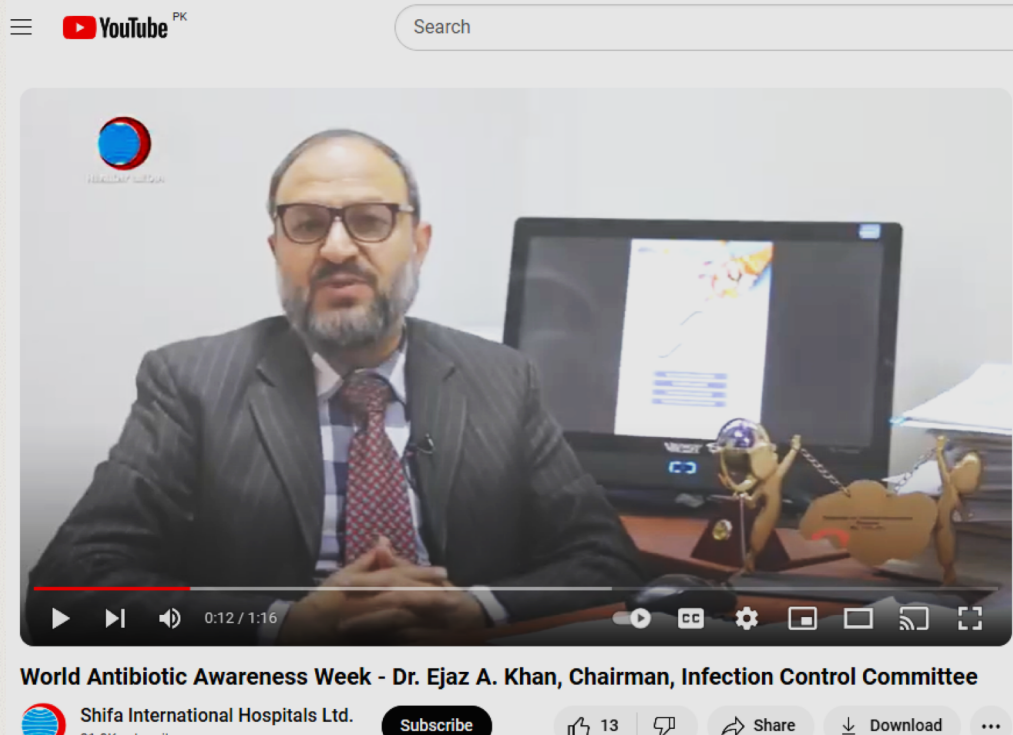 YouTube PK
Search
0:12 / 1:16
CC
World Antibiotic Awareness Week - Dr. Ejaz A. Khan, Chairman, Infection Control Committee
Shifa International Hospitals Ltd.
Subscribe
13
Share
Download